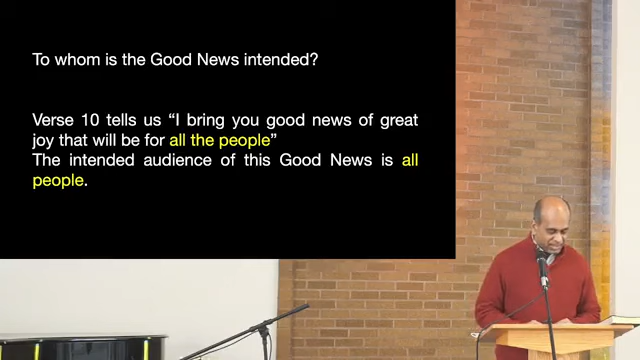 To whom is the Good News intended?
Verse 10 tells us “I bring you good news of great
joy that will be for all the people”
The intended audience of this Good News is all
people.